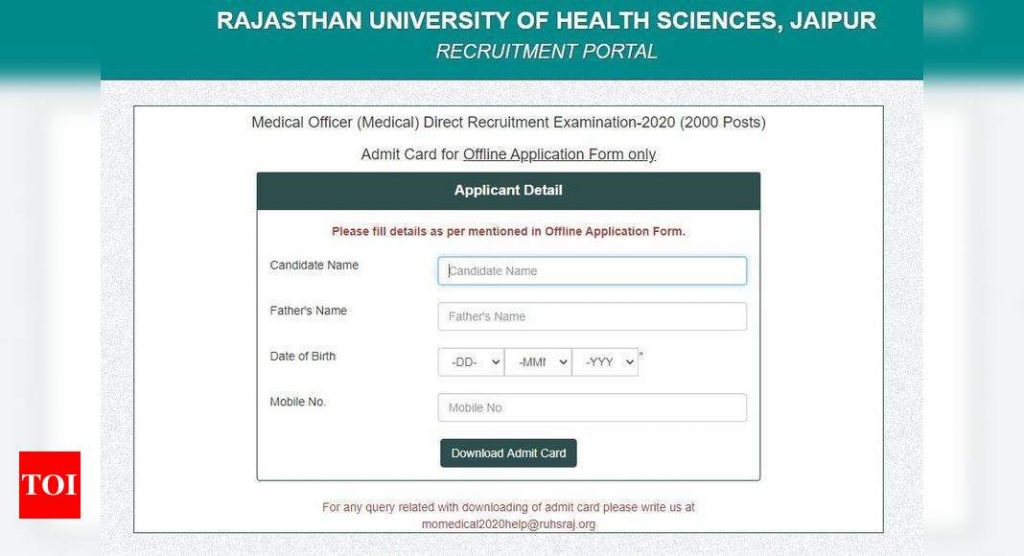 RAJASTHAN UNIVERSITY OF HEALTH SCIENCES, JAIPUR
RECRUITMENT PORTAL
Medical Officer (Medical) Direct Recruitment Examination-2020 (2000 Posts)
Admit Card for Offline Application Form only
Applicant Detail
Please fill details as per mentioned in Offline Application Form.
Candidate Name
Candidate Name
Father's Name
Father's Name
Date of Birth
-DD- -MMM -YYY *
Mobile No.
Mobile No
Download Admit Card
For any query related with downloading of admit card please write us at
momedical2020help@ruhsraj.org
TOI